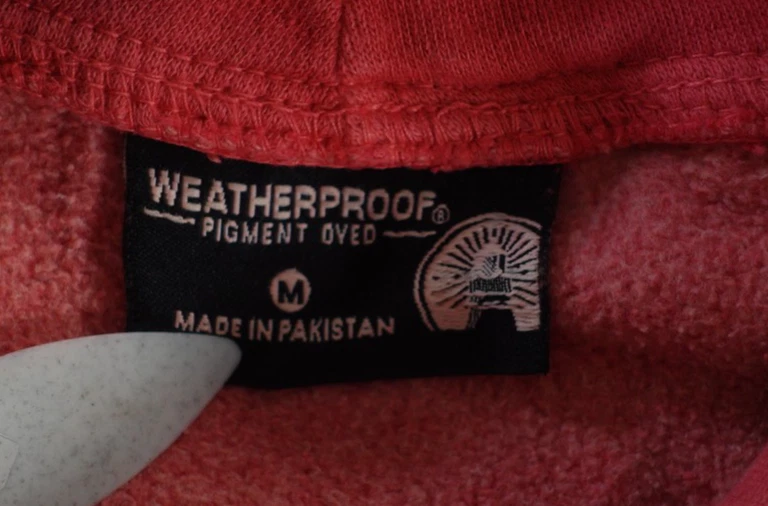 WEATHERPROOF®
PIGMENT DYED
M
MADE IN PAKISTAN